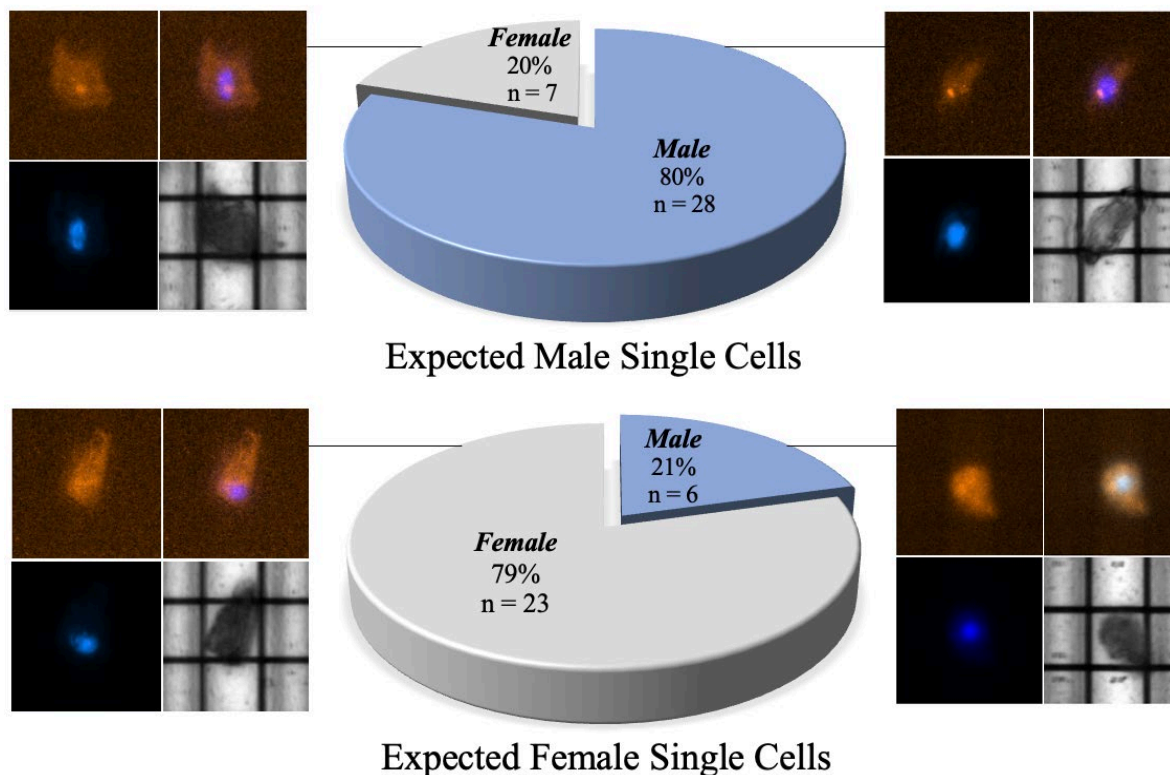 Female
20%
n = 7
Male
80%
n = 28
Expected Male Single Cells
Male
21%
n = 6
Female
79%
n = 23
Expected Female Single Cells